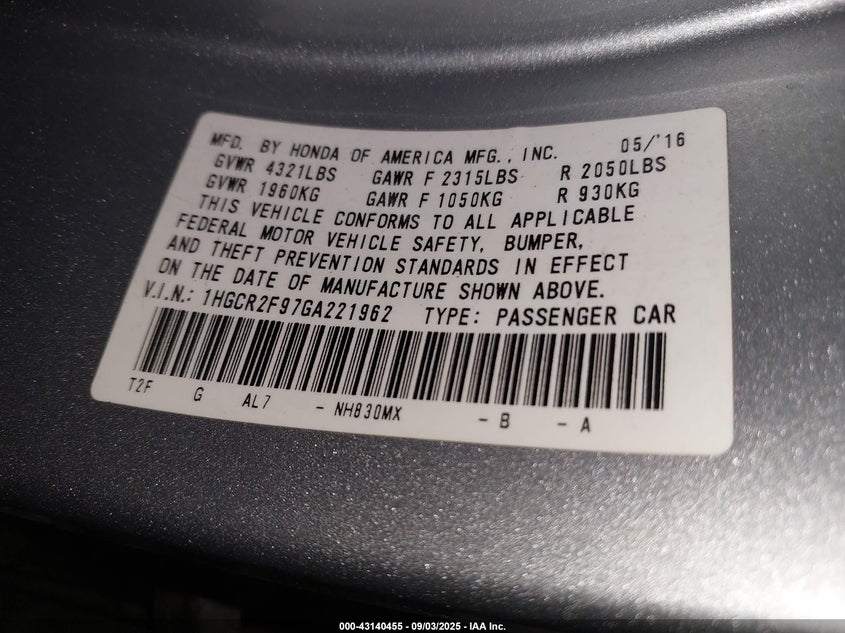 MFD. BY HONDA OF AMERICA MFG., INC. 05/'16
GVWR 4321LBS GAWR F 2315LBS R 2050LBS
GVWR 1960KG GAWR F 1050KG R 930KG
THIS VEHICLE CONFORMS TO ALL APPLICABLE
FEDERAL MOTOR VEHICLE SAFETY, BUMPER,
AND THEFT PREVENTION STANDARDS IN EFFECT
ON THE DATE OF MANUFACTURE SHOWN ABOVE.
V.I.N.: 1HGCR2F97GA221962 TYPE: PASSENGER CAR
T2F G AL7 - NH830MX - B - A
000-43140455 - 09/03/2025 - IAA Inc.